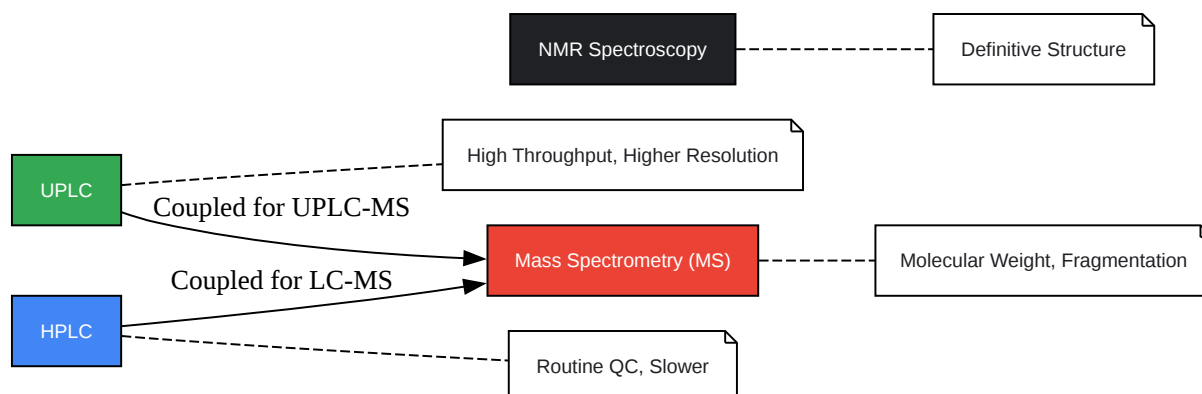 NMR Spectroscopy
Definitive Structure
High Throughput, Higher Resolution
UPLC
Coupled for UPLC-MS
Mass Spectrometry (MS)
Molecular Weight, Fragmentation
Coupled for LC-MS
HPLC
Routine QC, Slower